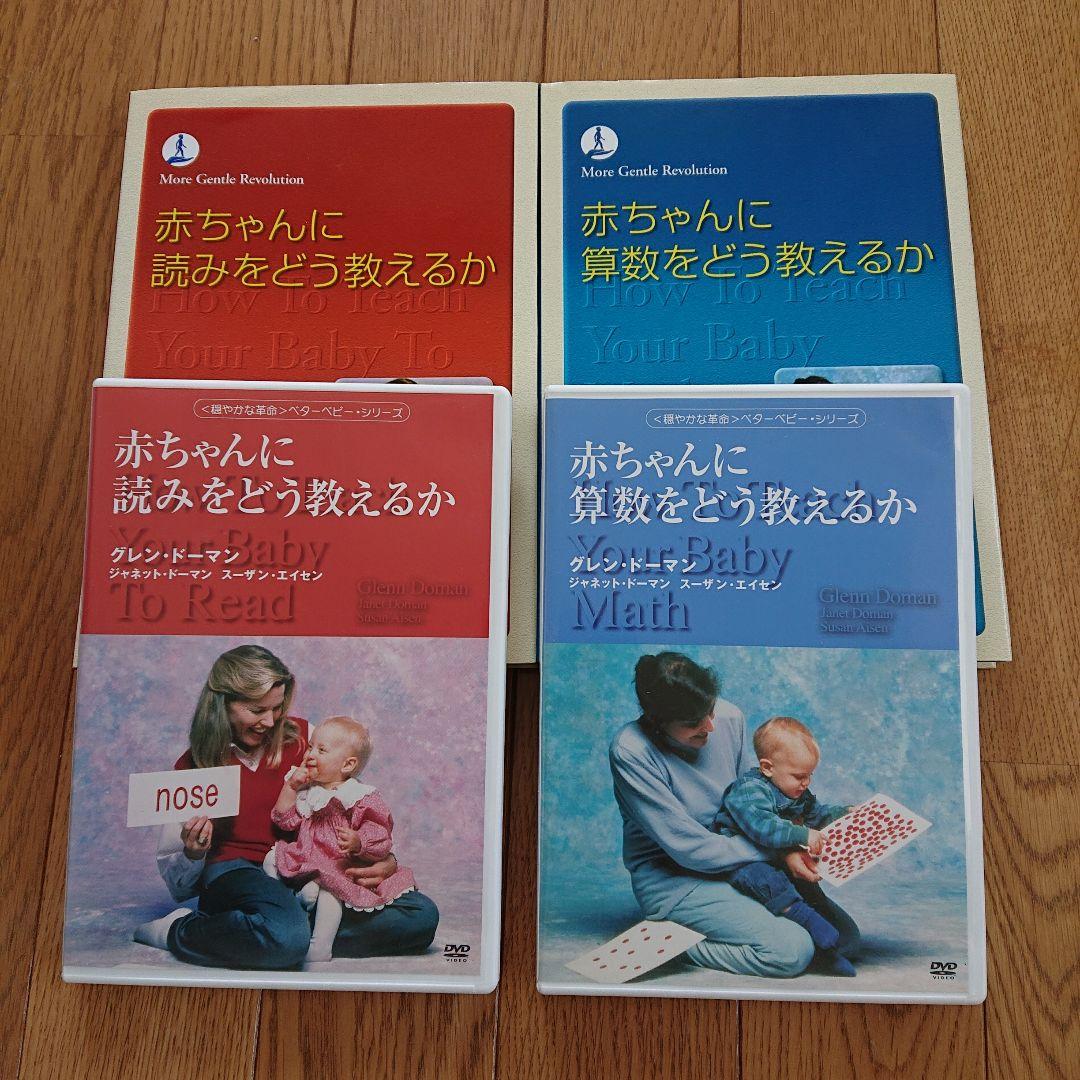 More Gentle Revolution
赤ちゃんに
読みをどう教えるか
How To Teach
Your Baby To
More Gentle Revolution
赤ちゃんに
算数をどう教えるか
How To Teach
Your Baby
<穏やかな革命>ベターベビー・シリーズ
赤ちゃんに
読みをどう教えるか
How To Teach
Your Baby
To Read
グレン・ドーマン
ジャネット・ドーマン スーザン・エイセン
Glenn Doman
Janet Doman
Susan Aisen
nose
DVD
VIDEO
<穏やかな革命>ベターベビー・シリーズ
赤ちゃんに
算数をどう教えるか
How To Teach
Your Baby
Math
グレン・ドーマン
ジャネット・ドーマン スーザン・エイセン
Glenn Doman
Janet Doman
Susan Aisen
DVD
VIDEO